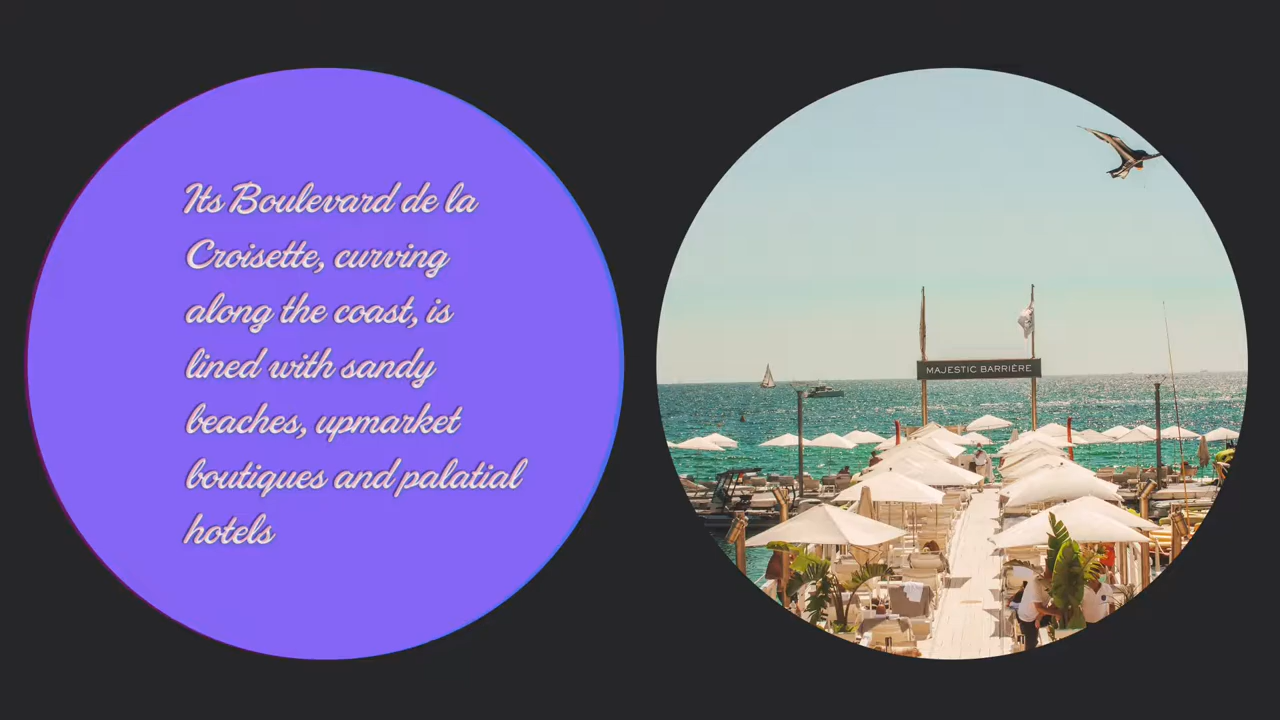 Its Boulevard de la
Croisette, curving
along the coast, is
lined with sandy
beaches, upmarket
boutiques and palatial
hotels
MAJESTIC BARRIÈRE